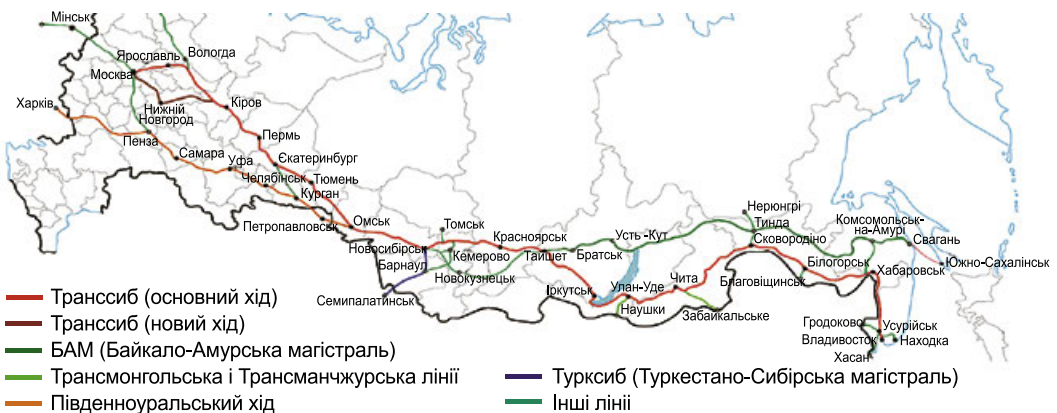 Мінськ
Ярославль
Вологда
Москва
Харків
Нижній
Новгород
Кіров
Пенза
Пермь
Самара
Уфа
Єкатеринбург
Челябінськ
Тюмень
Курган
Петропавловськ
Омськ
Новосибірськ
Томськ
Кемерово
Барнаул
Новокузнецьк
Семипалатинськ
Красноярськ
Тайшет
Братськ
Усть -Кут
Іркутськ
Улан-Уде
Наушки
Чита
Забайкальське
Нерюнгрі
Тинда
Сковородіно
Благовіщинськ
Білогорськ
Комсомольськ-
на-Амурі
Свагань
Южно-Сахалінськ
Хабаровськ
Гродоково
Усурійськ
Владивосток
Находка
Хасан
Транссиб (основний хід)
Транссиб (новий хід)
БАМ (Байкало-Амурська магістраль)
Трансмонгольська і Трансманчжурська лінії
Південноуральський хід
Турксиб (Туркестано-Сибірська магістраль)
Інші лінії